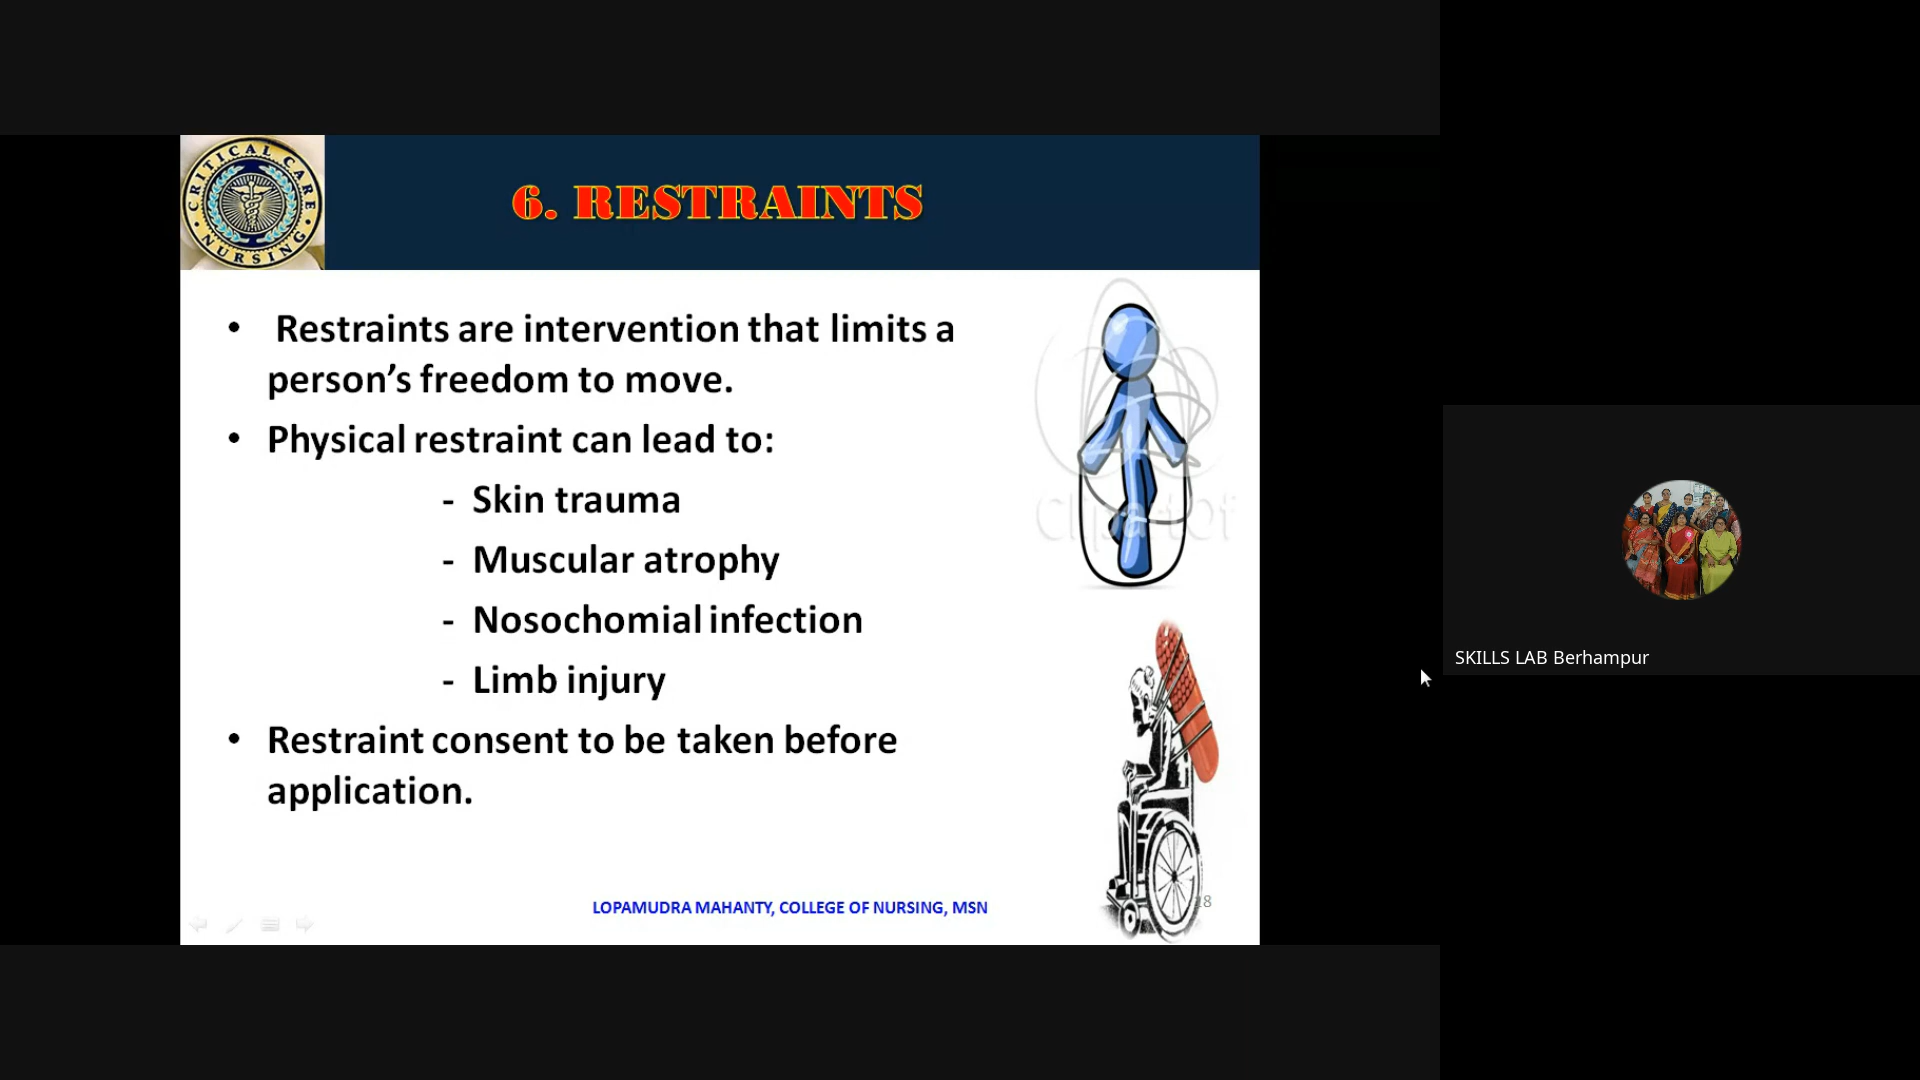 CRITICAL CARE
NURSING
6. RESTRAINTS
• Restraints are intervention that limits a
person’s freedom to move.
• Physical restraint can lead to:
- Skin trauma
- Muscular atrophy
- Nosochomial infection
- Limb injury
• Restraint consent to be taken before
application.
LOPAMUDRA MAHANTY, COLLEGE OF NURSING, MSN
SKILLS LAB Berhampur